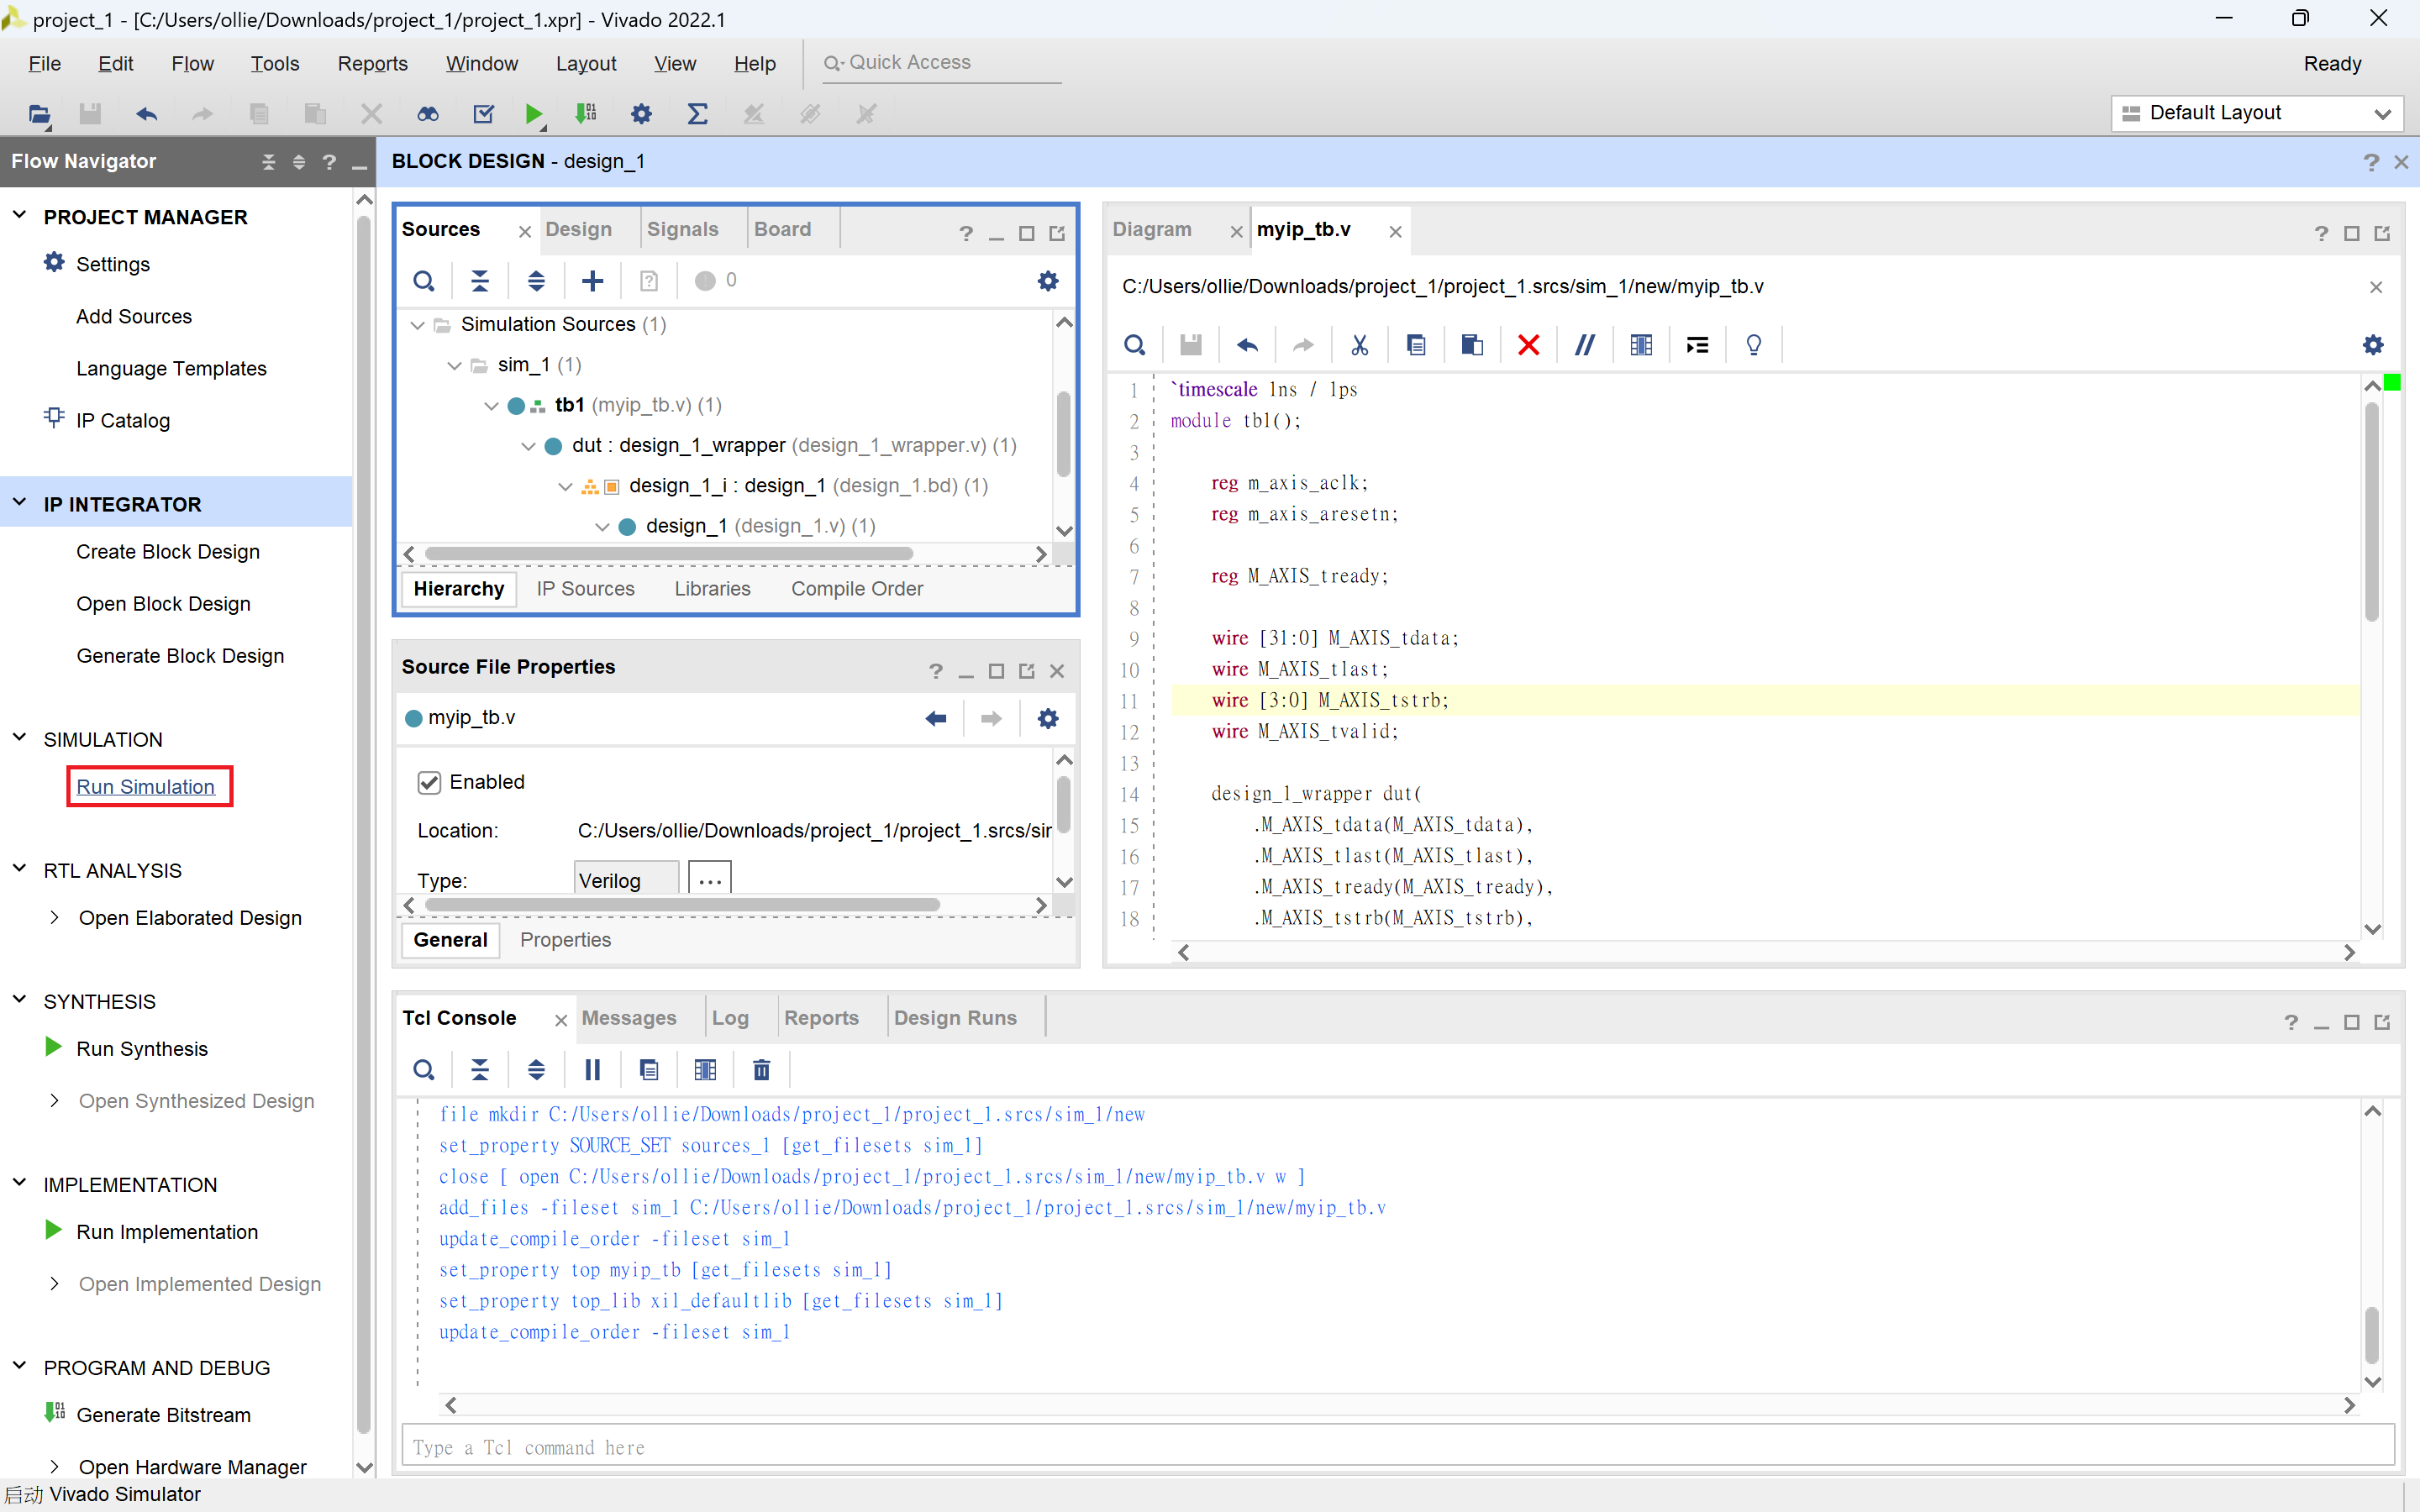 project_1 - [C:/Users/ollie/Downloads/project_1/project_1.xpr] - Vivado 2022.1
File Edit Flow Tools Reports Window Layout View Help Quick Access Ready
Default Layout
Flow Navigator
PROJECT MANAGER
Settings
Add Sources
Language Templates
IP Catalog
IP INTEGRATOR
Create Block Design
Open Block Design
Generate Block Design
SIMULATION
Run Simulation
RTL ANALYSIS
Open Elaborated Design
SYNTHESIS
Run Synthesis
Open Synthesized Design
IMPLEMENTATION
Run Implementation
Open Implemented Design
PROGRAM AND DEBUG
Generate Bitstream
Open Hardware Manager
BLOCK DESIGN - design_1
Sources Design Signals Board
0
Simulation Sources (1)
sim_1 (1)
tb1 (myip_tb.v) (1)
dut : design_1_wrapper (design_1_wrapper.v) (1)
design_1_i : design_1 (design_1.bd) (1)
design_1 (design_1.v) (1)
Hierarchy IP Sources Libraries Compile Order
Source File Properties
myip_tb.v
Enabled
Location: C:/Users/ollie/Downloads/project_1/project_1.srcs/sir
Type: Verilog ...
General Properties
Diagram myip_tb.v
C:/Users/ollie/Downloads/project_1/project_1.srcs/sim_1/new/myip_tb.v
1 `timescale 1ns / 1ps
2 module tb1();
3
4 reg m_axis_aclk;
5 reg m_axis_aresetn;
6
7 reg M_AXIS_tready;
8
9 wire [31:0] M_AXIS_tdata;
10 wire M_AXIS_tlast;
11 wire [3:0] M_AXIS_tstrb;
12 wire M_AXIS_tvalid;
13
14 design_1_wrapper dut(
15 .M_AXIS_tdata(M_AXIS_tdata),
16 .M_AXIS_tlast(M_AXIS_tlast),
17 .M_AXIS_tready(M_AXIS_tready),
18 .M_AXIS_tstrb(M_AXIS_tstrb),
Tcl Console Messages Log Reports Design Runs
file mkdir C:/Users/ollie/Downloads/project_1/project_1.srcs/sim_1/new
set_property SOURCE_SET sources_1 [get_filesets sim_1]
close [ open C:/Users/ollie/Downloads/project_1/project_1.srcs/sim_1/new/myip_tb.v w ]
add_files -fileset sim_1 C:/Users/ollie/Downloads/project_1/project_1.srcs/sim_1/new/myip_tb.v
update_compile_order -fileset sim_1
set_property top myip_tb [get_filesets sim_1]
set_property top_lib xil_defaultlib [get_filesets sim_1]
update_compile_order -fileset sim_1
Type a Tcl command here
启动 Vivado Simulator